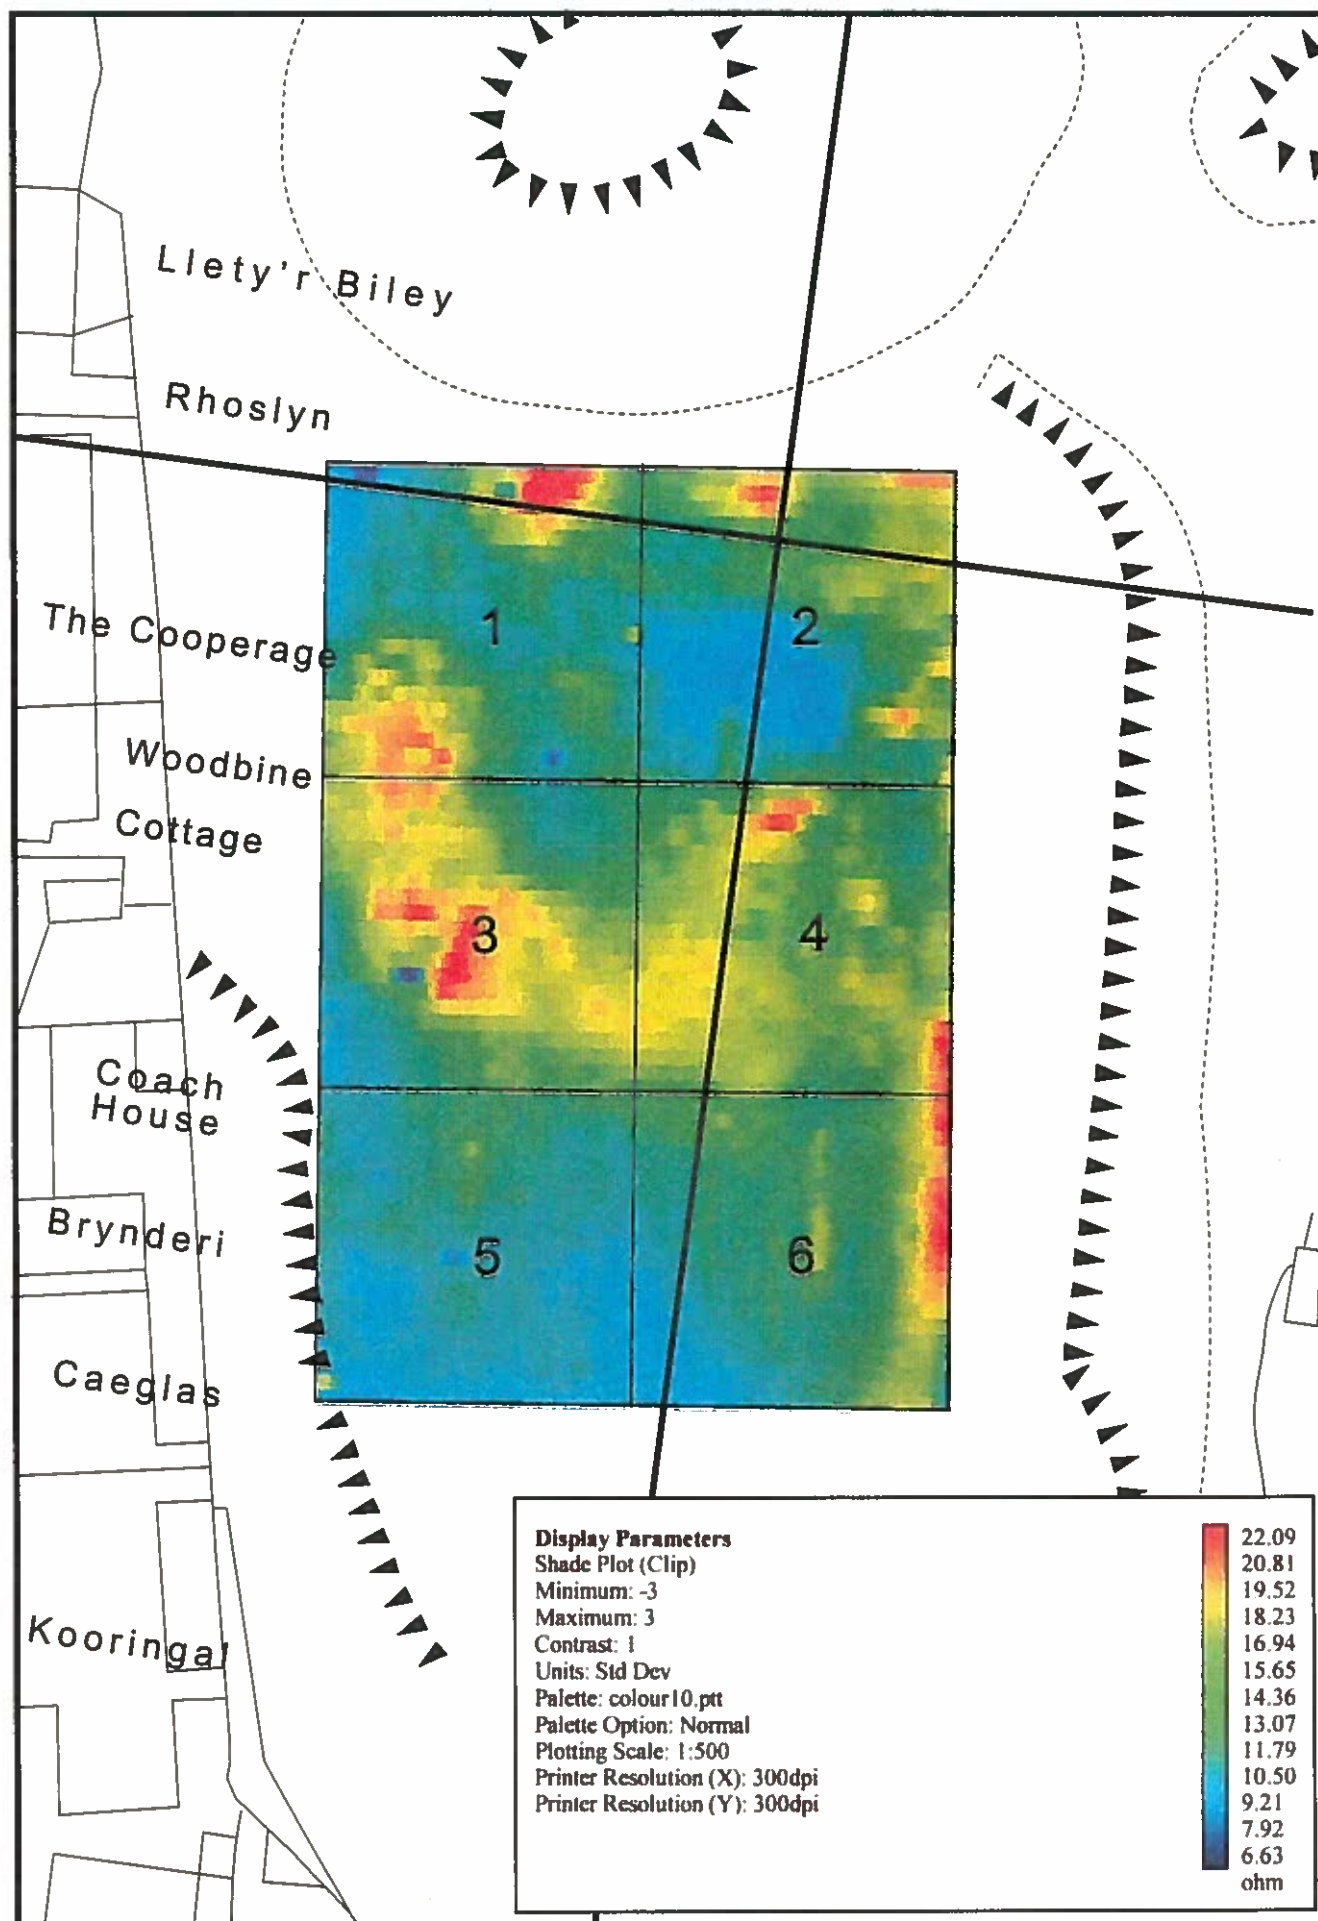 Llety'r Biley
Rhoslyn
1
2
The Cooperage
Woodbine
Cottage
3
4
Coach
House
Brynderi
5
6
Caeglas
Kooringal
Display Parameters
Shade Plot (Clip)
Minimum: -3
Maximum: 3
Contrast: 1
Units: Std Dev
Palette: colour10.ptt
Palette Option: Normal
Plotting Scale: 1:500
Printer Resolution (X): 300dpi
Printer Resolution (Y): 300dpi
22.09
20.81
19.52
18.23
16.94
15.65
14.36
13.07
11.79
10.50
9.21
7.92
6.63
ohm